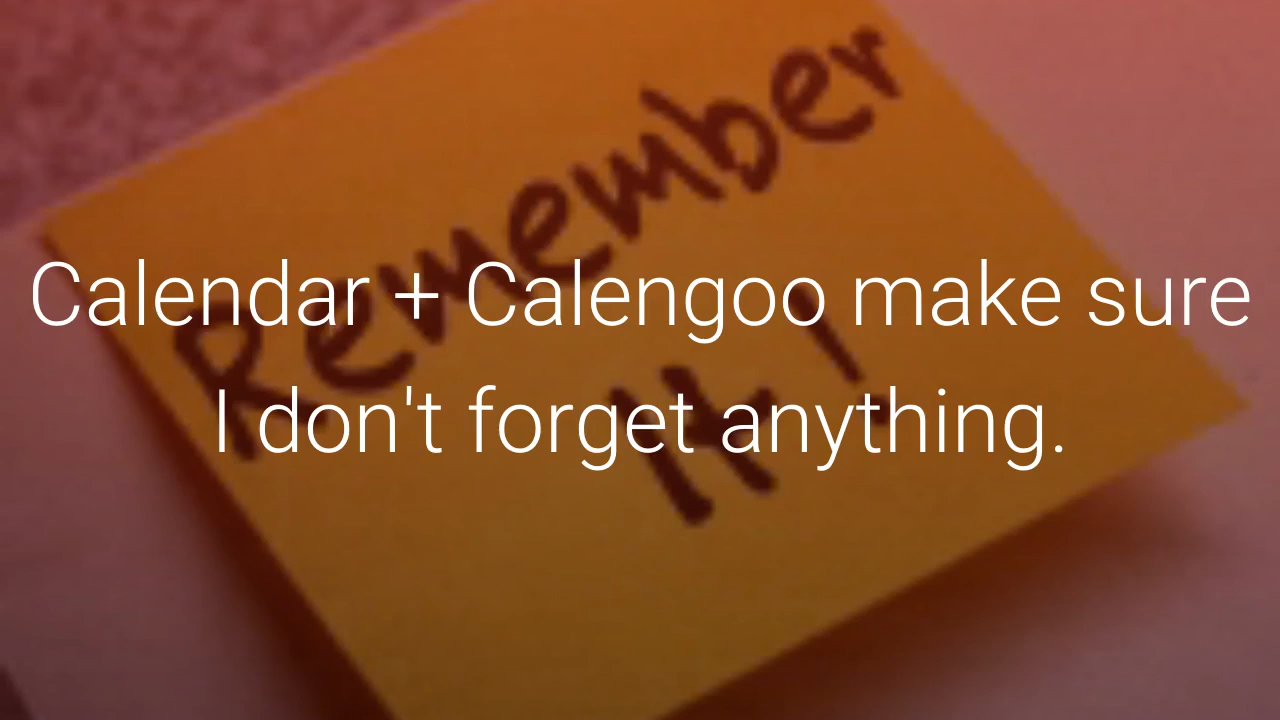 Remember
It!
Calendar + Calengoo make sure
I don't forget anything.